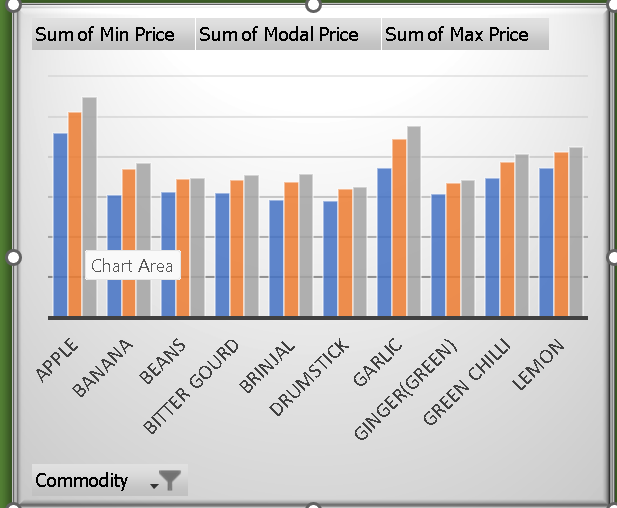 Sum of Min Price Sum of Modal Price Sum of Max Price
Chart Area
APPLE
BANANA
BEANS
BITTER GOURD
BRINJAL
DRUMSTICK
GARLIC
GINGER(GREEN)
GREEN CHILLI
LEMON
Commodity